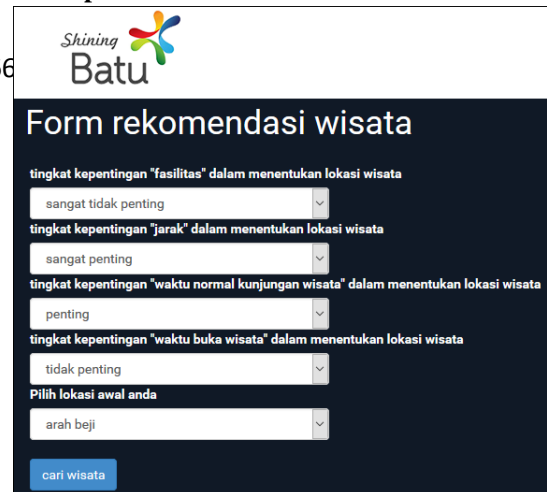 Shining
Batu
Form rekomendasi wisata
tingkat kepentingan "fasilitas" dalam menentukan lokasi wisata
sangat tidak penting
tingkat kepentingan "jarak" dalam menentukan lokasi wisata
sangat penting
tingkat kepentingan "waktu normal kunjungan wisata" dalam menentukan lokasi wisata
penting
tingkat kepentingan "waktu buka wisata" dalam menentukan lokasi wisata
tidak penting
Pilih lokasi awal anda
arah beji
cari wisata